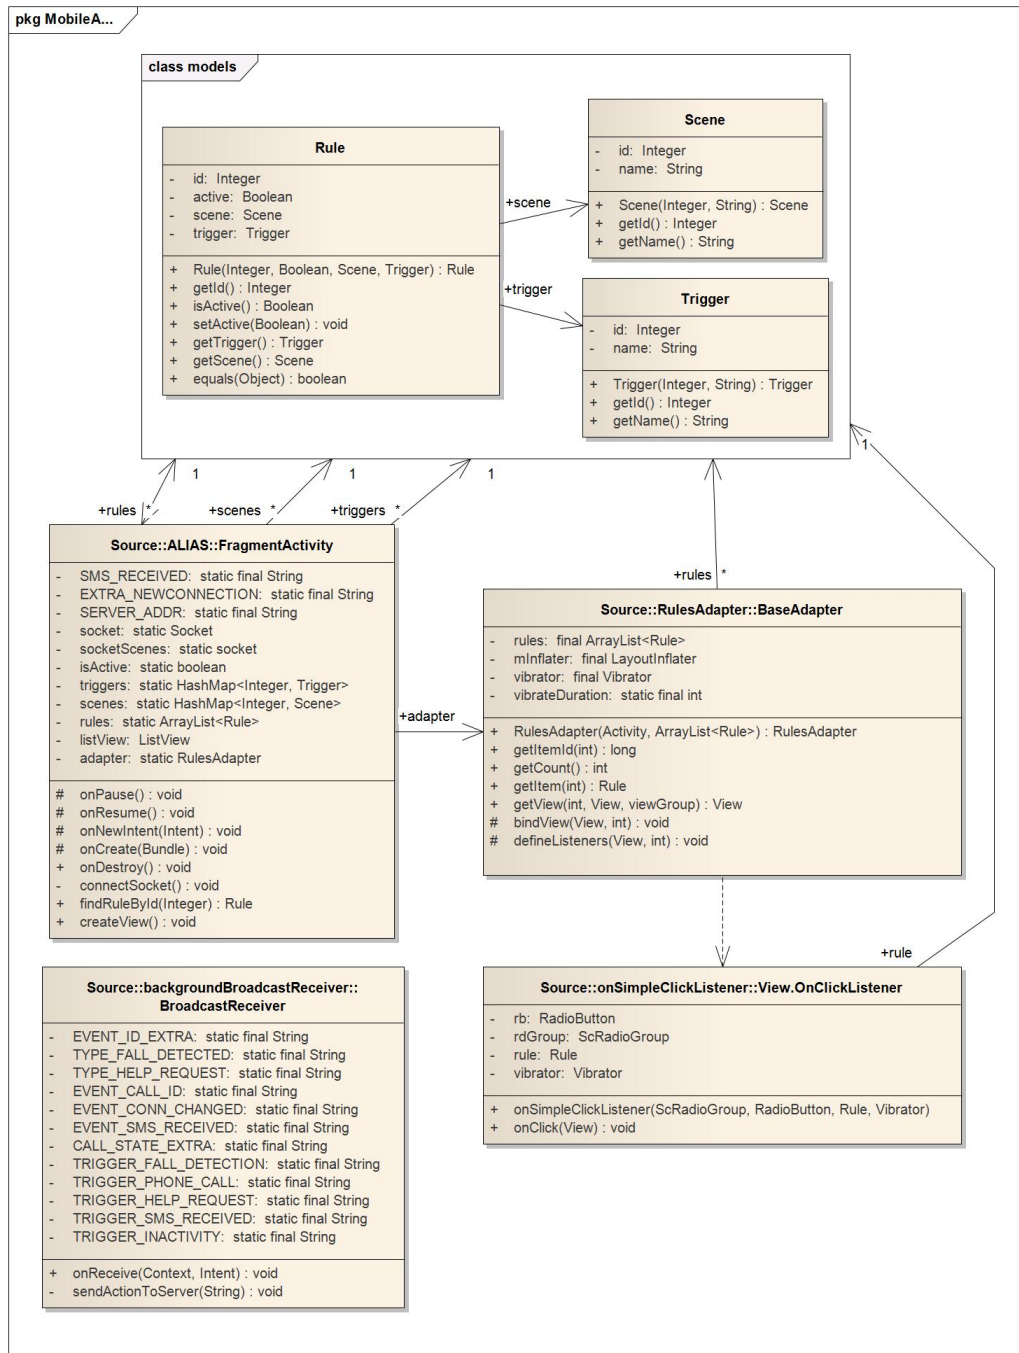 pkg MobileA...
class models
Rule
- id: Integer
- active: Boolean
- scene: Scene
- trigger: Trigger
+ Rule(Integer, Boolean, Scene, Trigger) : Rule
+ getId() : Integer
+ isActive() : Boolean
+ setActive(Boolean) : void
+ getTrigger() : Trigger
+ getScene() : Scene
+ equals(Object) : boolean
+scene
+trigger
Scene
- id: Integer
- name: String
+ Scene(Integer, String) : Scene
+ getId() : Integer
+ getName() : String
Trigger
- id: Integer
- name: String
+ Trigger(Integer, String) : Trigger
+ getId() : Integer
+ getName() : String
1
1
1
1
+rules *
+scenes *
+triggers *
+rules *
Source::ALIAS::FragmentActivity
- SMS_RECEIVED: static final String
- EXTRA_NEWCONNECTION: static final String
- SERVER_ADDR: static final String
- socket: static Socket
- socketScenes: static socket
- isActive: static boolean
- triggers: static HashMap<Integer, Trigger>
- scenes: static HashMap<Integer, Scene>
- rules: static ArrayList<Rule>
- listView: ListView
- adapter: static RulesAdapter
# onPause() : void
# onResume() : void
# onNewIntent(Intent) : void
# onCreate(Bundle) : void
+ onDestroy() : void
- connectSocket() : void
+ findRuleById(Integer) : Rule
+ createView() : void
+adapter
Source::RulesAdapter::BaseAdapter
- rules: final ArrayList<Rule>
- mInflater: final LayoutInflater
- vibrator: final Vibrator
- vibrateDuration: static final int
+ RulesAdapter(Activity, ArrayList<Rule>) : RulesAdapter
+ getItemId(int) : long
+ getCount() : int
+ getItem(int) : Rule
+ getView(int, View, viewGroup) : View
# bindView(View, int) : void
# defineListeners(View, int) : void
+rule
Source::backgroundBroadcastReceiver::
BroadcastReceiver
- EVENT_ID_EXTRA: static final String
- TYPE_FALL_DETECTED: static final String
- TYPE_HELP_REQUEST: static final String
- EVENT_CALL_ID: static final String
- EVENT_CONN_CHANGED: static final String
- EVENT_SMS_RECEIVED: static final String
- CALL_STATE_EXTRA: static final String
- TRIGGER_FALL_DETECTION: static final String
- TRIGGER_PHONE_CALL: static final String
- TRIGGER_HELP_REQUEST: static final String
- TRIGGER_SMS_RECEIVED: static final String
- TRIGGER_INACTIVITY: static final String
+ onReceive(Context, Intent) : void
- sendActionToServer(String) : void
Source::onSimpleClickListener::View.OnClickListener
- rb: RadioButton
- rdGroup: ScRadioGroup
- rule: Rule
- vibrator: Vibrator
+ onSimpleClickListener(ScRadioGroup, RadioButton, Rule, Vibrator)
+ onClick(View) : void